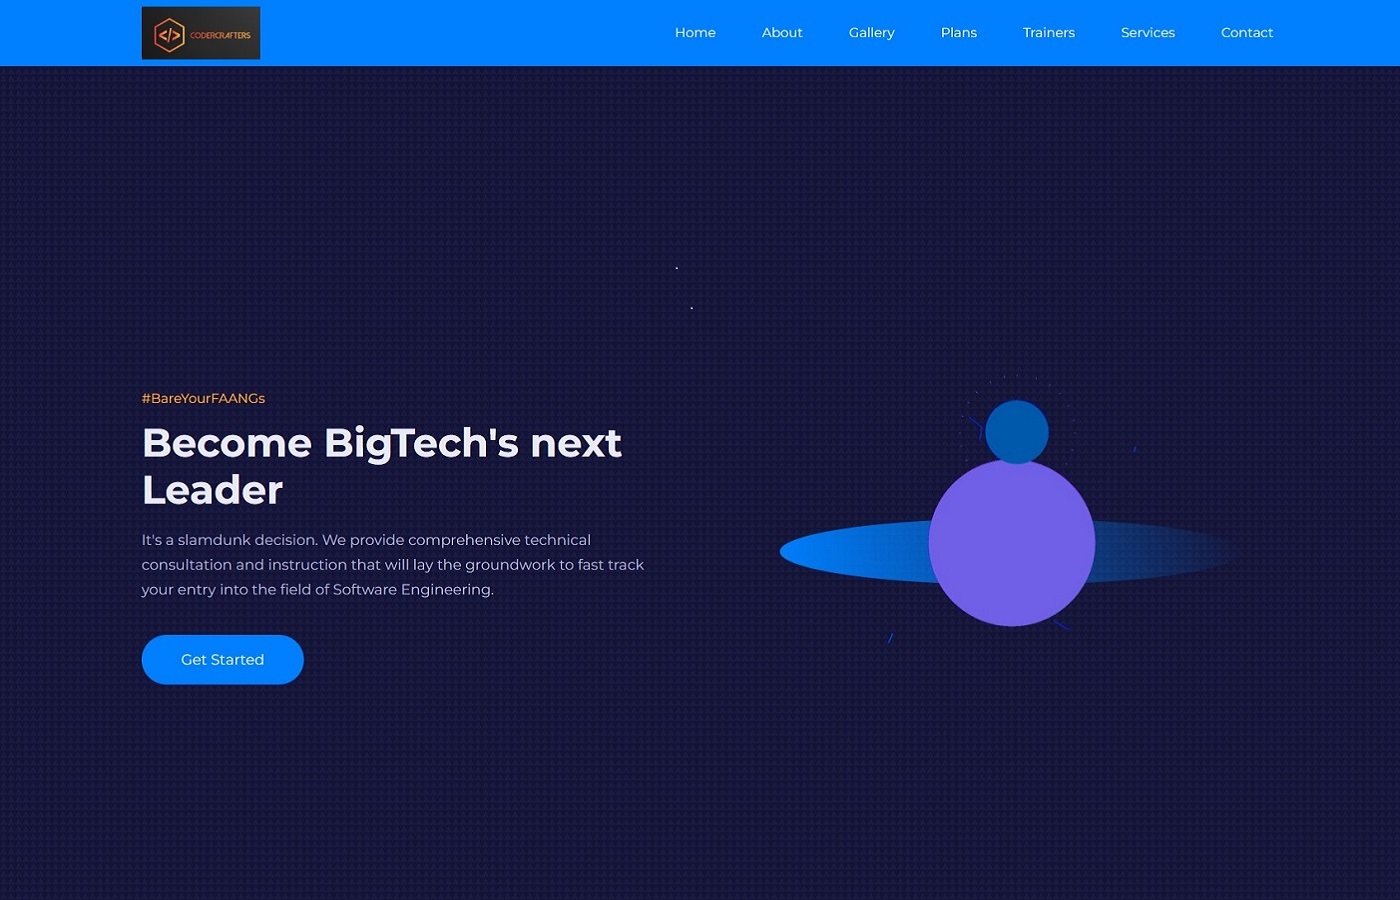 </> CODERCRAFTERS
Home About Gallery Plans Trainers Services Contact
#BareYourFAANGs
Become BigTech's next
Leader
It's a slamdunk decision. We provide comprehensive technical
consultation and instruction that will lay the groundwork to fast track
your entry into the field of Software Engineering.
Get Started